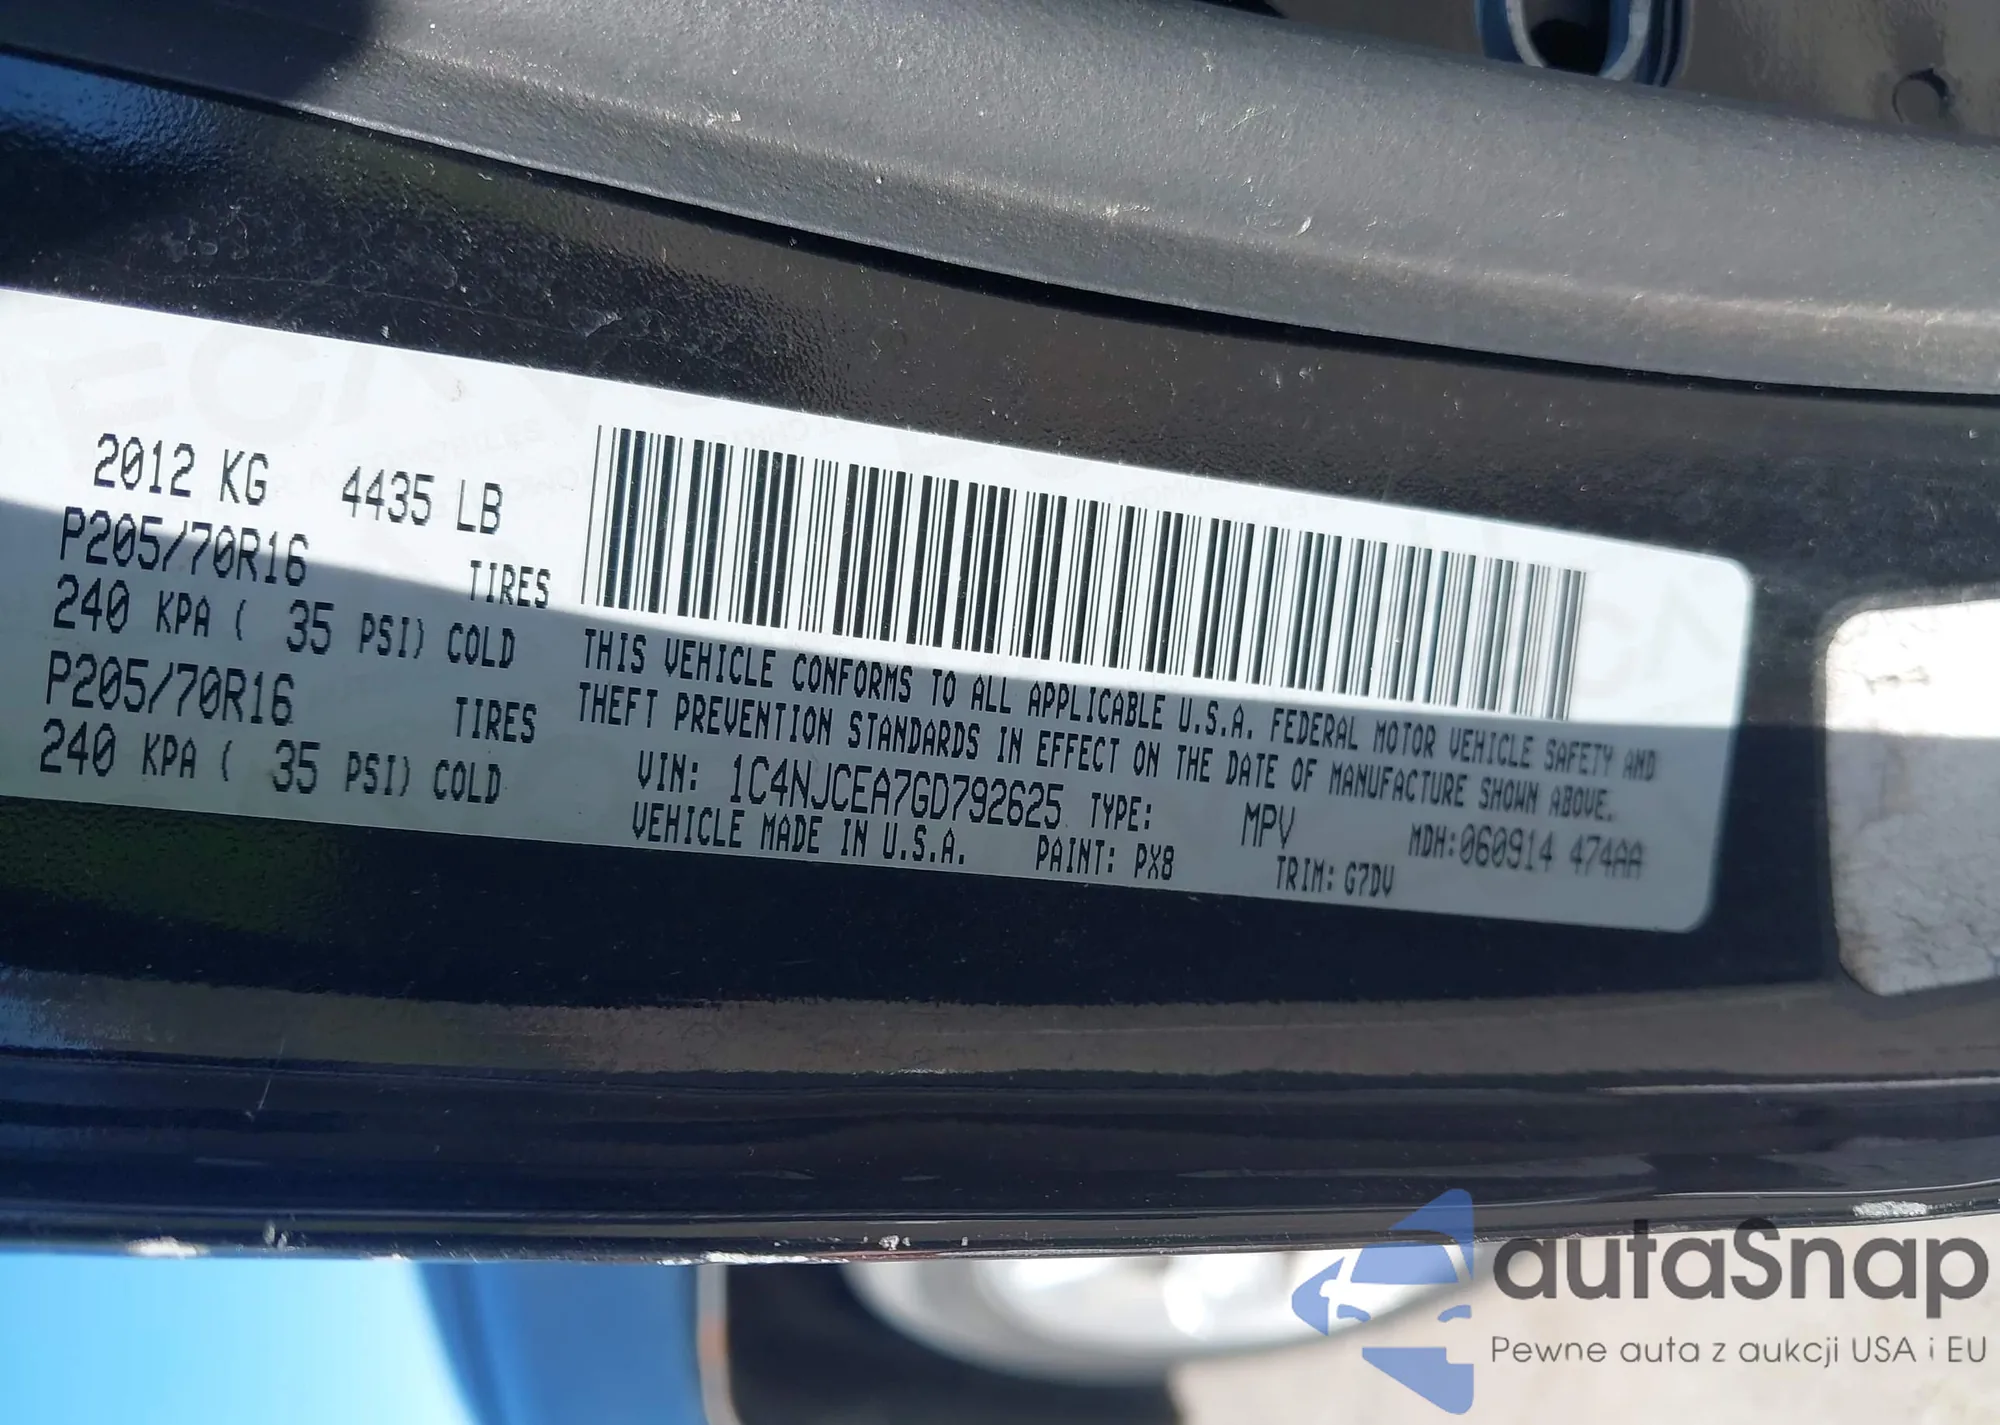 2012 KG 4435 LB
P205/70R16 TIRES
240 KPA ( 35 PSI) COLD
P205/70R16 TIRES
240 KPA ( 35 PSI) COLD
THIS VEHICLE CONFORMS TO ALL APPLICABLE U.S.A. FEDERAL MOTOR VEHICLE SAFETY AND
THEFT PREVENTION STANDARDS IN EFFECT ON THE DATE OF MANUFACTURE SHOWN ABOVE.
VIN: 1C4NJCEA7GD792625 TYPE: MPV MDH:060914 474AA
VEHICLE MADE IN U.S.A. PAINT: PX8 TRIM: G7DV
autaSnap
Pewne auta z aukcji USA i EU